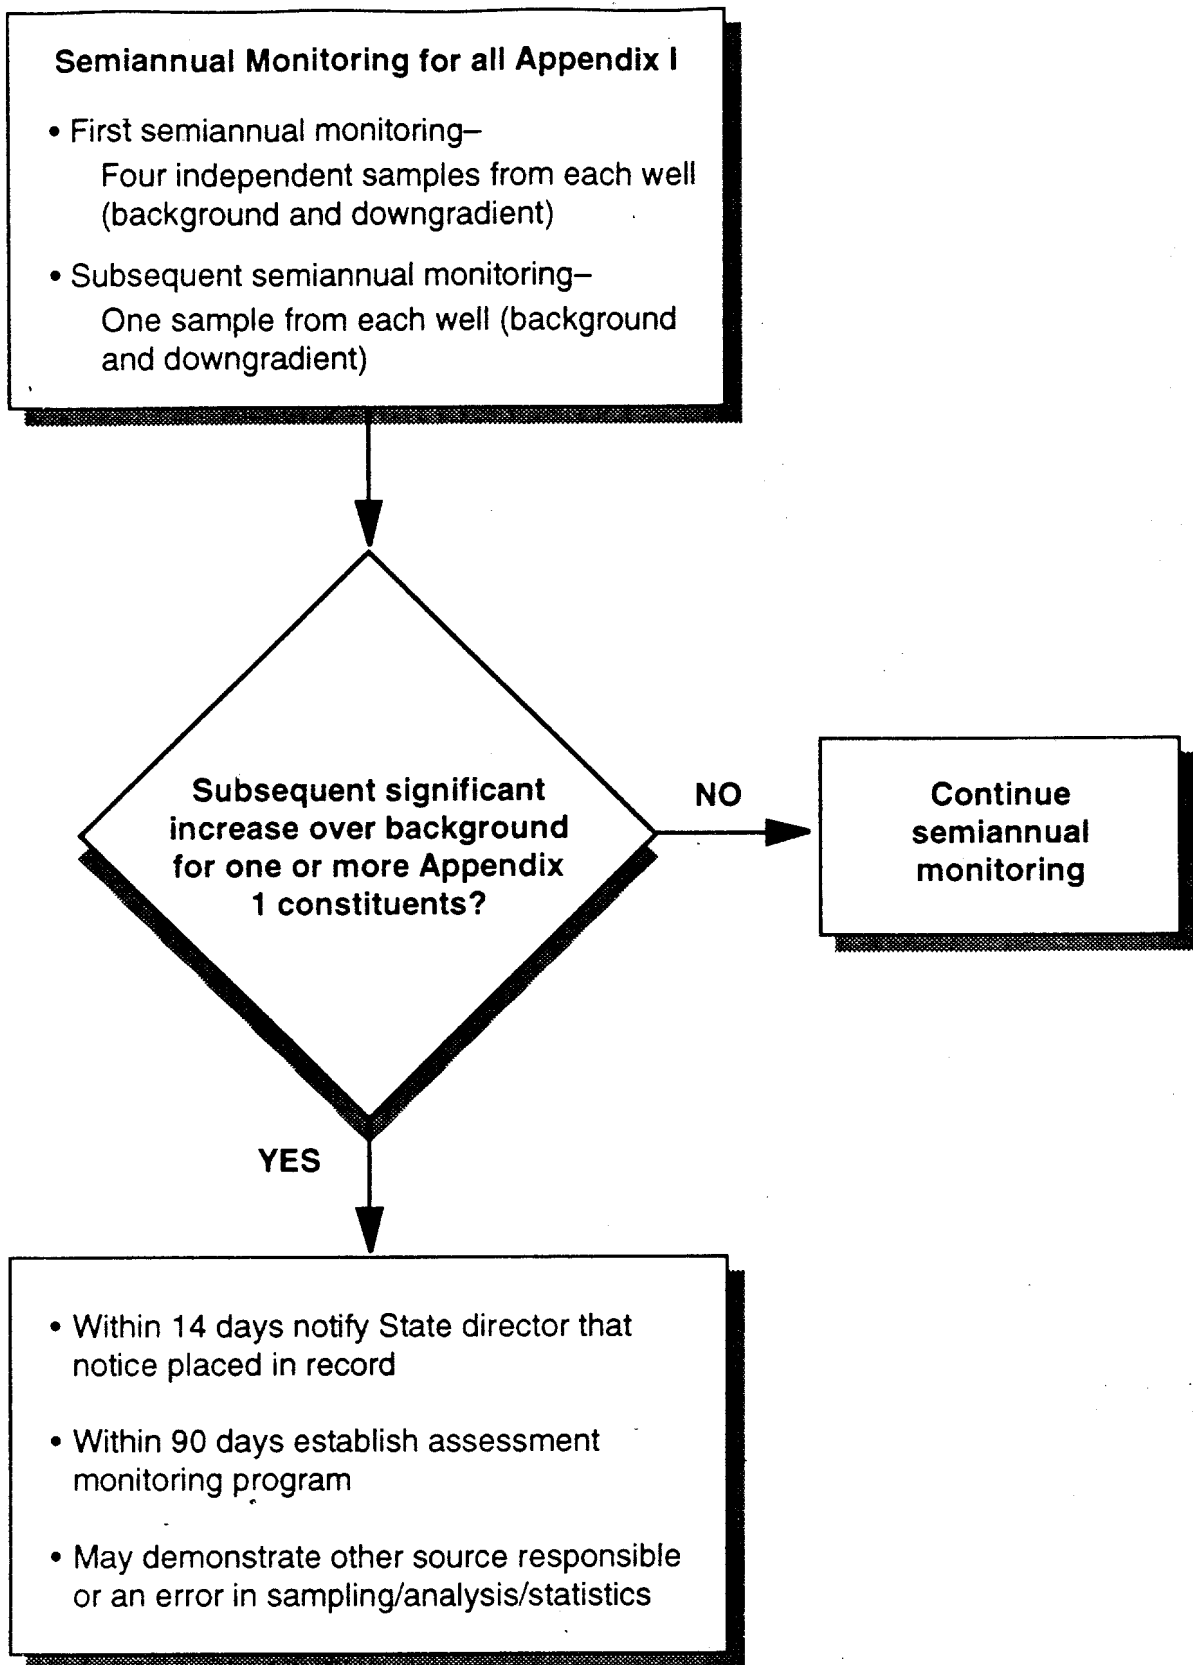 Semiannual Monitoring for all Appendix I
• First semiannual monitoring–
Four independent samples from each well
(background and downgradient)
• Subsequent semiannual monitoring–
One sample from each well (background
and downgradient)
Subsequent significant
increase over background
for one or more Appendix
1 constituents?
NO
Continue
semiannual
monitoring
YES
• Within 14 days notify State director that
notice placed in record
• Within 90 days establish assessment
monitoring program
• May demonstrate other source responsible
or an error in sampling/analysis/statistics